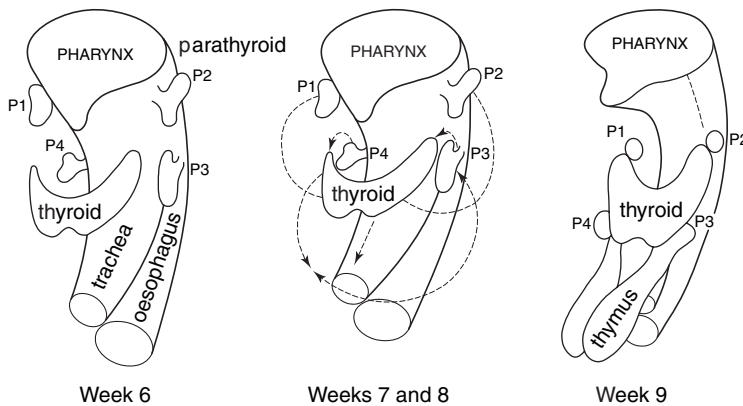 PHARYNX
parathyroid
P2
P1
P4
P3
thyroid
trachea
oesophagus
Week 6
PHARYNX
P2
P1
P4
P3
thyroid
Weeks 7 and 8
PHARYNX
P1
P2
thyroid
P4
P3
thymus
Week 9